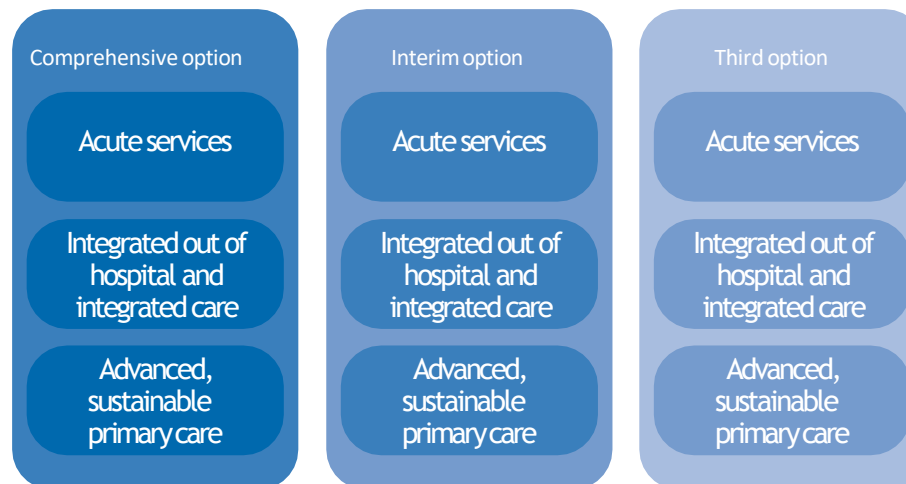 Comprehensive option
Acute services
Integrated out of
hospital and
integrated care
Advanced,
sustainable
primary care
Interim option
Acute services
Integrated out of
hospital and
integrated care
Advanced,
sustainable
primary care
Third option
Acute services
Integrated out of
hospital and
integrated care
Advanced,
sustainable
primary care